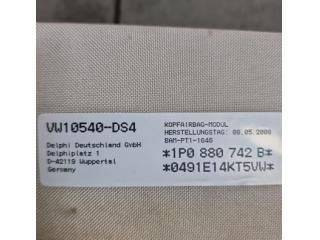 VW10540-DS4
Delphi Deutschland GmbH
Delphiplatz 1
D-42119 Wuppertal
Germany
KOPFAIRBAG-MODUL
HERSTELLUNGSTAG: 08.05.2008
BAM-PT1-1646
*1P0 880 742 B*
*0491E14KT5VW*